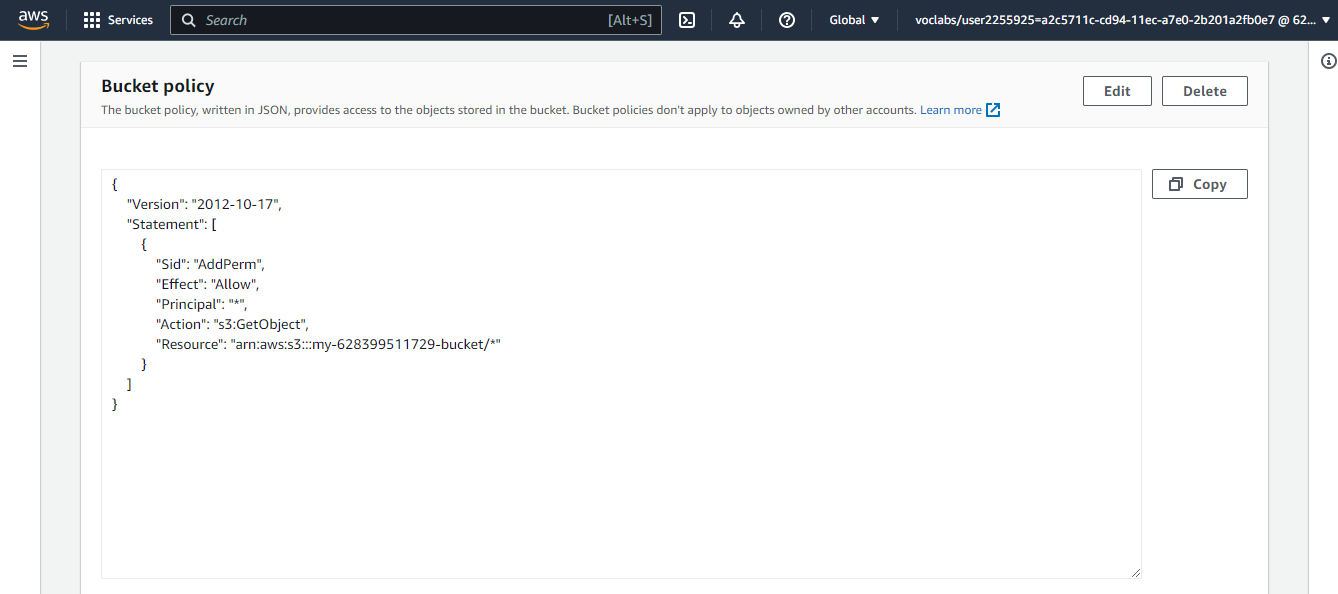 aws Services Search [Alt+S] Global voclabs/user2255925=a2c5711c-cd94-11ec-a7e0-2b201a2fb0e7 @ 62...
Bucket policy
The bucket policy, written in JSON, provides access to the objects stored in the bucket. Bucket policies don't apply to objects owned by other accounts. Learn more
Edit Delete
Copy
{
"Version": "2012-10-17",
"Statement": [
{
"Sid": "AddPerm",
"Effect": "Allow",
"Principal": "*",
"Action": "s3:GetObject",
"Resource": "arn:aws:s3:::my-628399511729-bucket/*"
}
]
}